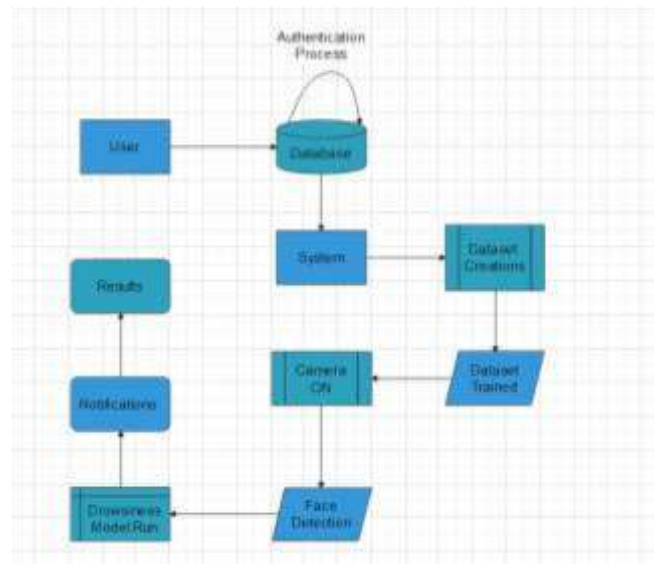 Authentication
Process
User
Database
System
Dataset
Creations
Results
Camera
ON
Dataset
Trained
Notifications
Drowsiness
Model Run
Face
Detection